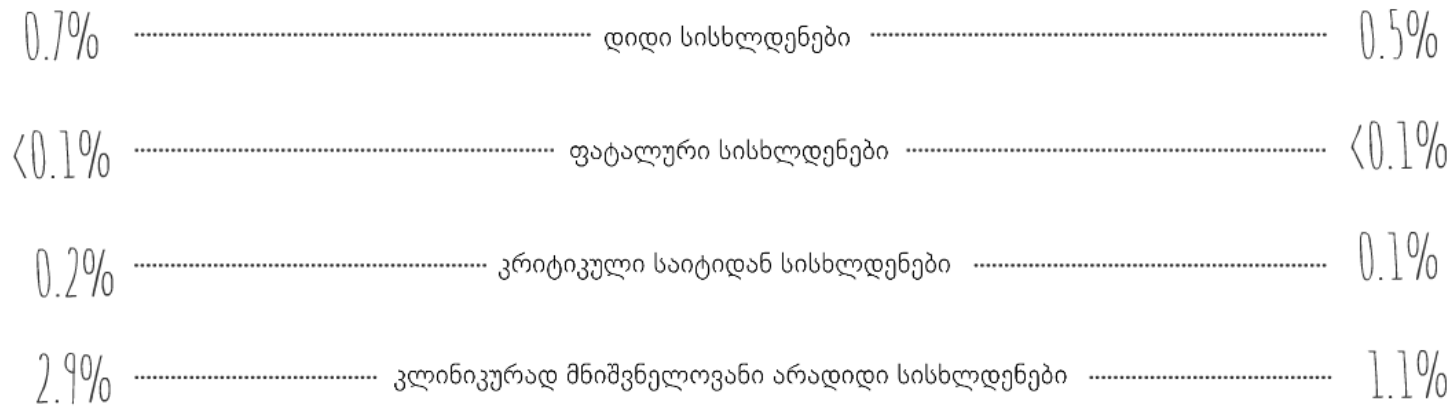 0.7% დიდი სისხლდენები 0.5%
<0.1% ფატალური სისხლდენები <0.1%
0.2% კრიტიკული საიტიდან სისხლდენები 0.1%
2.9% კლინიკურად მნიშვნელოვანი არადიდი სისხლდენები 1.1%